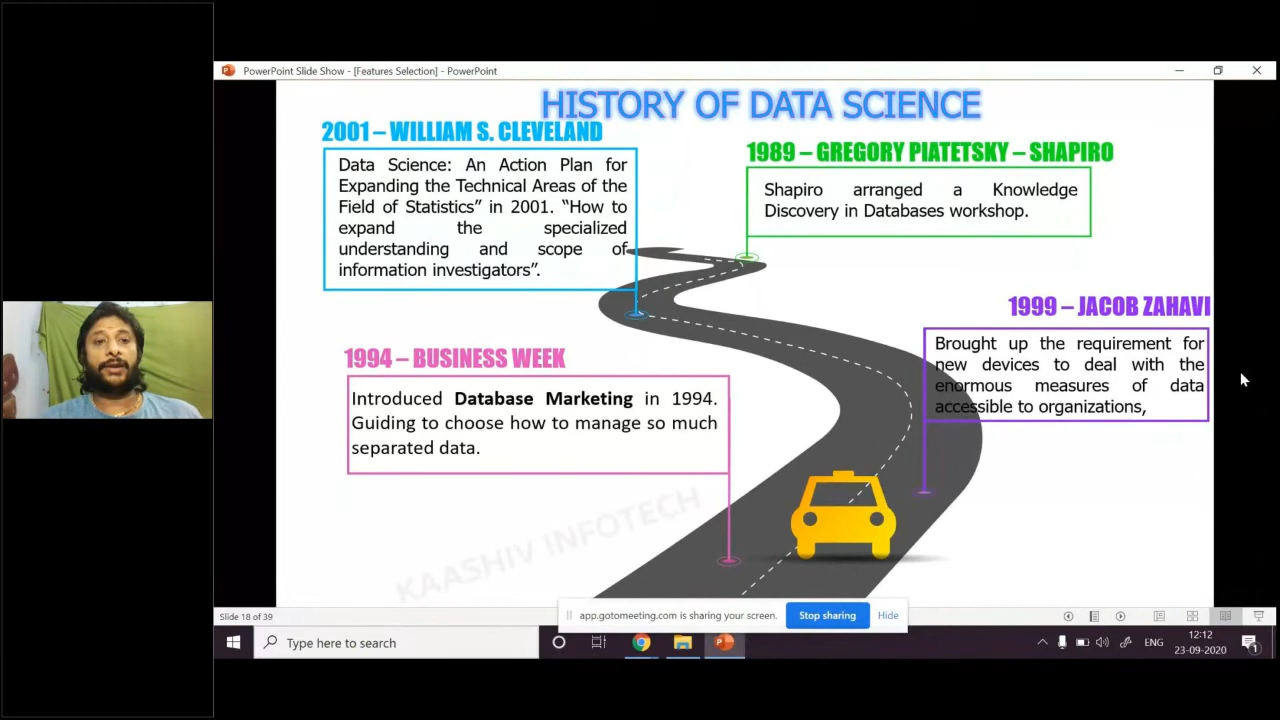 PowerPoint Slide Show - [Features Selection] - PowerPoint
HISTORY OF DATA SCIENCE
2001 – WILLIAM S. CLEVELAND
Data Science: An Action Plan for
Expanding the Technical Areas of the
Field of Statistics” in 2001. “How to
expand the specialized
understanding and scope of
information investigators”.
1989 – GREGORY PIATETSKY – SHAPIRO
Shapiro arranged a Knowledge
Discovery in Databases workshop.
1999 – JACOB ZAHAVI
Brought up the requirement for
new devices to deal with the
enormous measures of data
accessible to organizations,
1994 – BUSINESS WEEK
Introduced Database Marketing in 1994.
Guiding to choose how to manage so much
separated data.
KAASHIV INFOTECH
Slide 18 of 39
app.gotomeeting.com is sharing your screen.
Stop sharing
Hide
Type here to search
ENG
12:12
23-09-2020
1